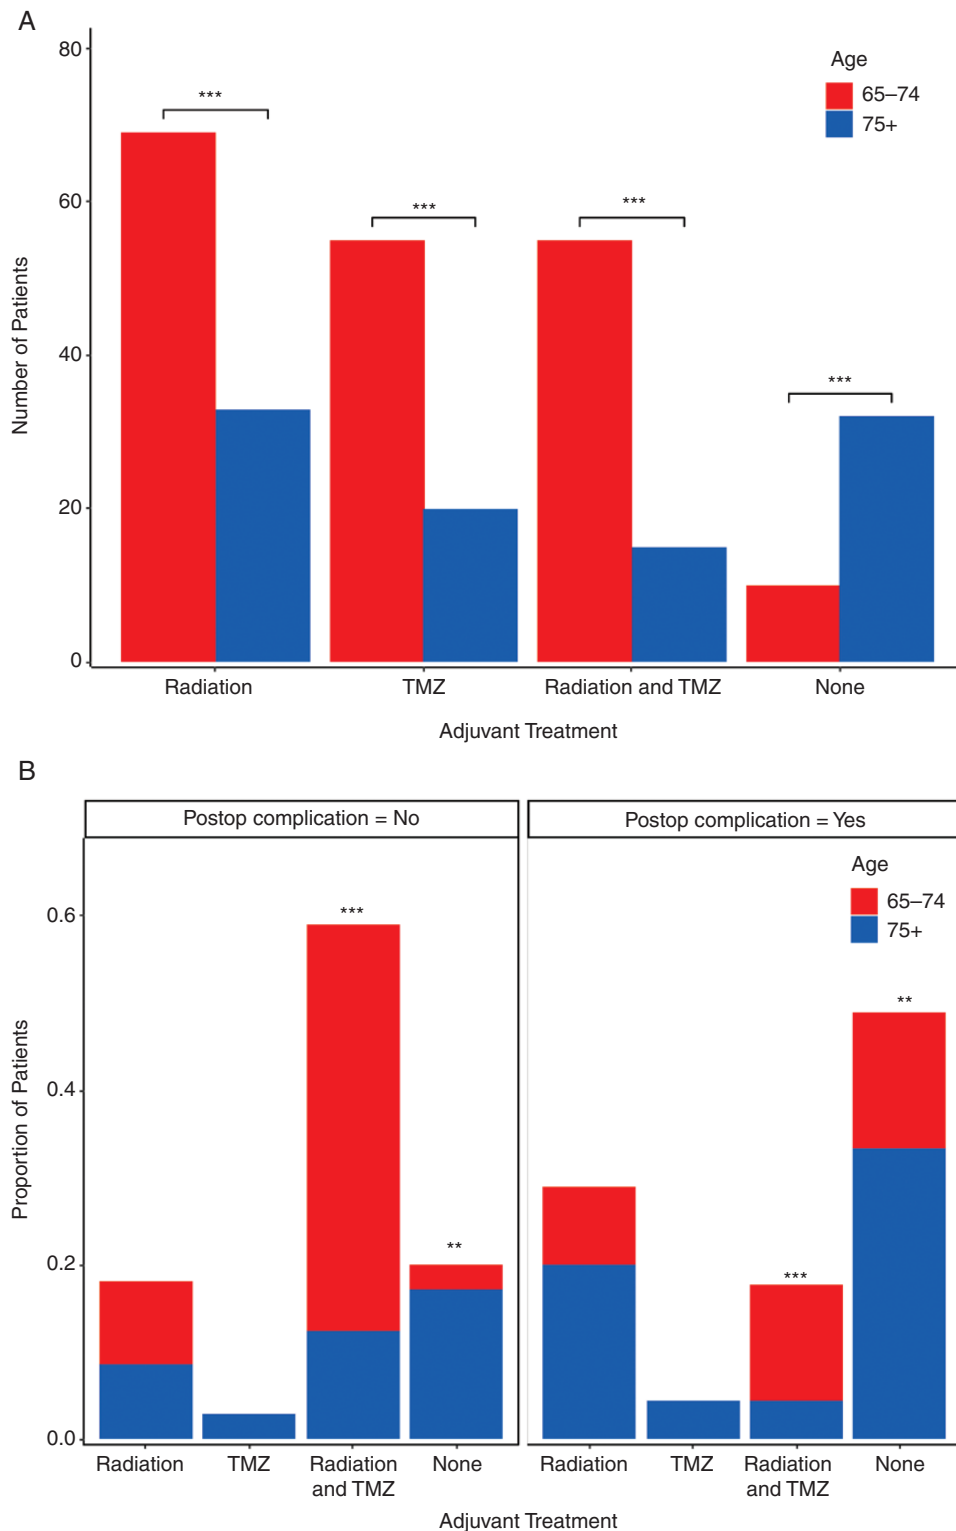 A
80
60
40
20
0
Number of Patients
***
***
***
***
Age
65–74
75+
Radiation
TMZ
Radiation and TMZ
None
Adjuvant Treatment
B
Postop complication = No
Postop complication = Yes
Age
65–74
75+
0.6
0.4
0.2
0.0
Proportion of Patients
***
**
***
**
Radiation
TMZ
Radiation
and TMZ
None
Radiation
TMZ
Radiation
and TMZ
None
Adjuvant Treatment